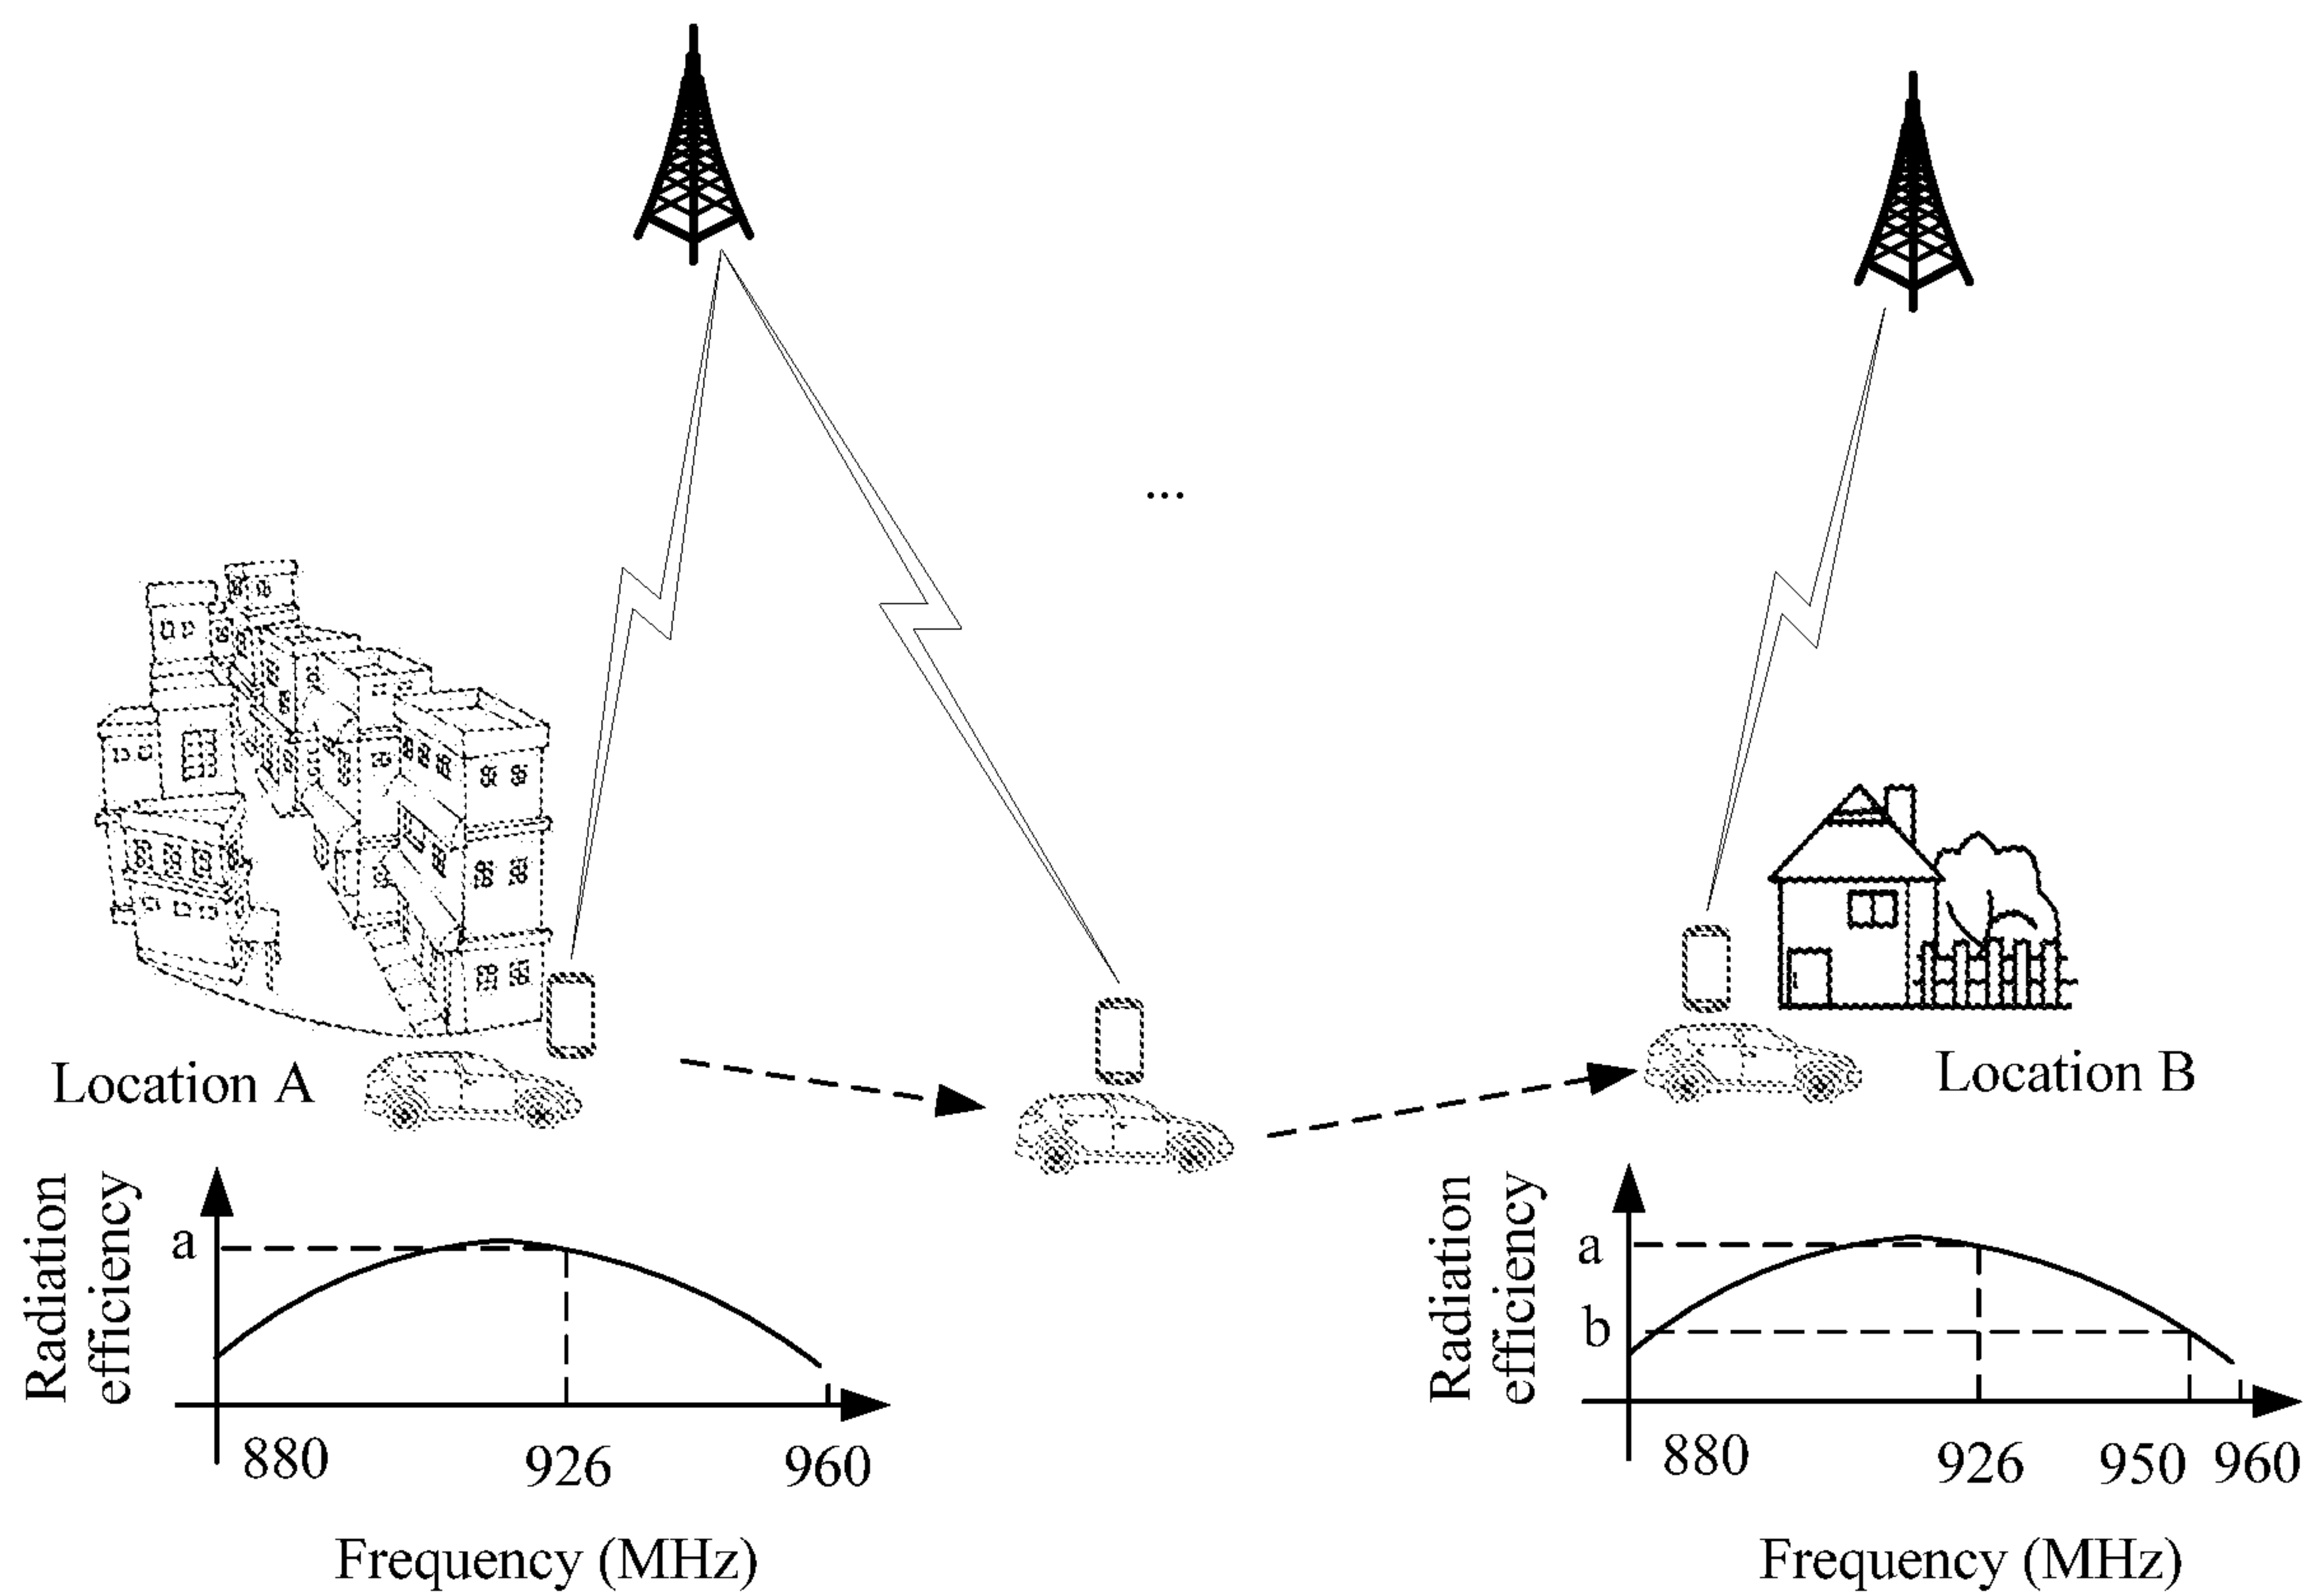 ...
Location A
Location B
Radiation
efficiency
a
880
926
960
Frequency (MHz)
Radiation
efficiency
a
b
880
926
950
960
Frequency (MHz)